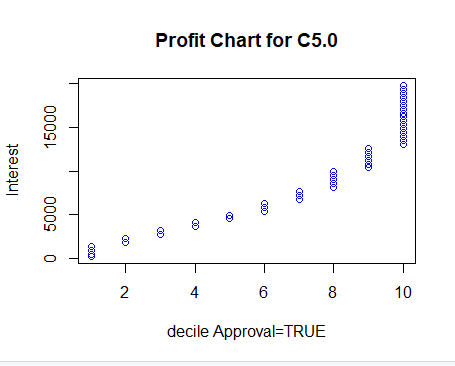 Profit Chart for C5.0
Interest
15000
5000
0
2 4 6 8 10
decile Approval=TRUE